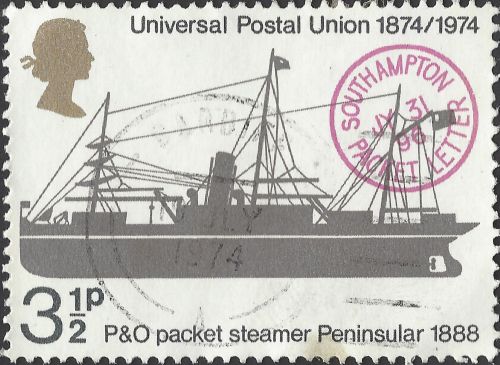 Universal Postal Union 1874/1974
SOUTHAMPTON
JY 31
96
PACKET LETTER
1974
3½p
P&O packet steamer Peninsular 1888